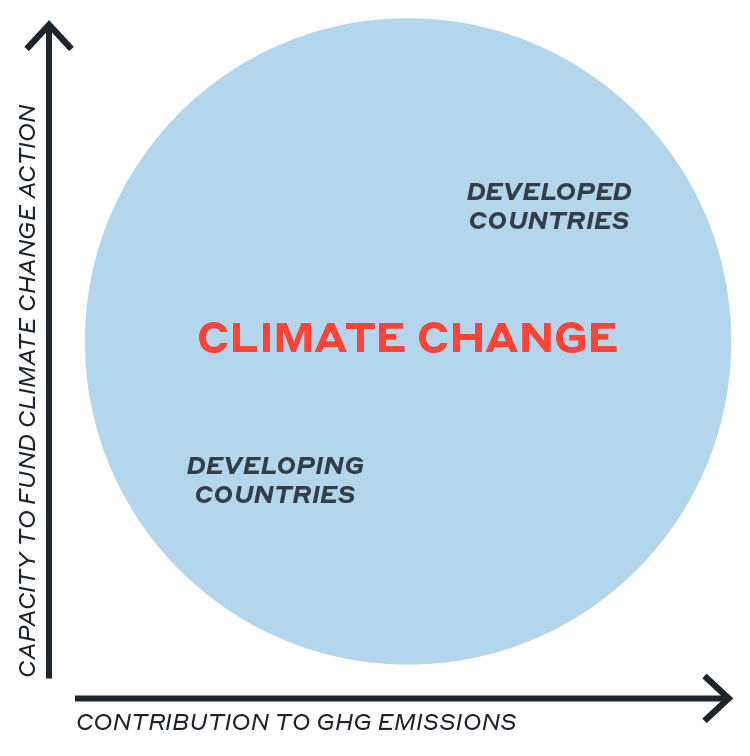 CAPACITY TO FUND CLIMATE CHANGE ACTION
DEVELOPED
COUNTRIES
CLIMATE CHANGE
DEVELOPING
COUNTRIES
CONTRIBUTION TO GHG EMISSIONS